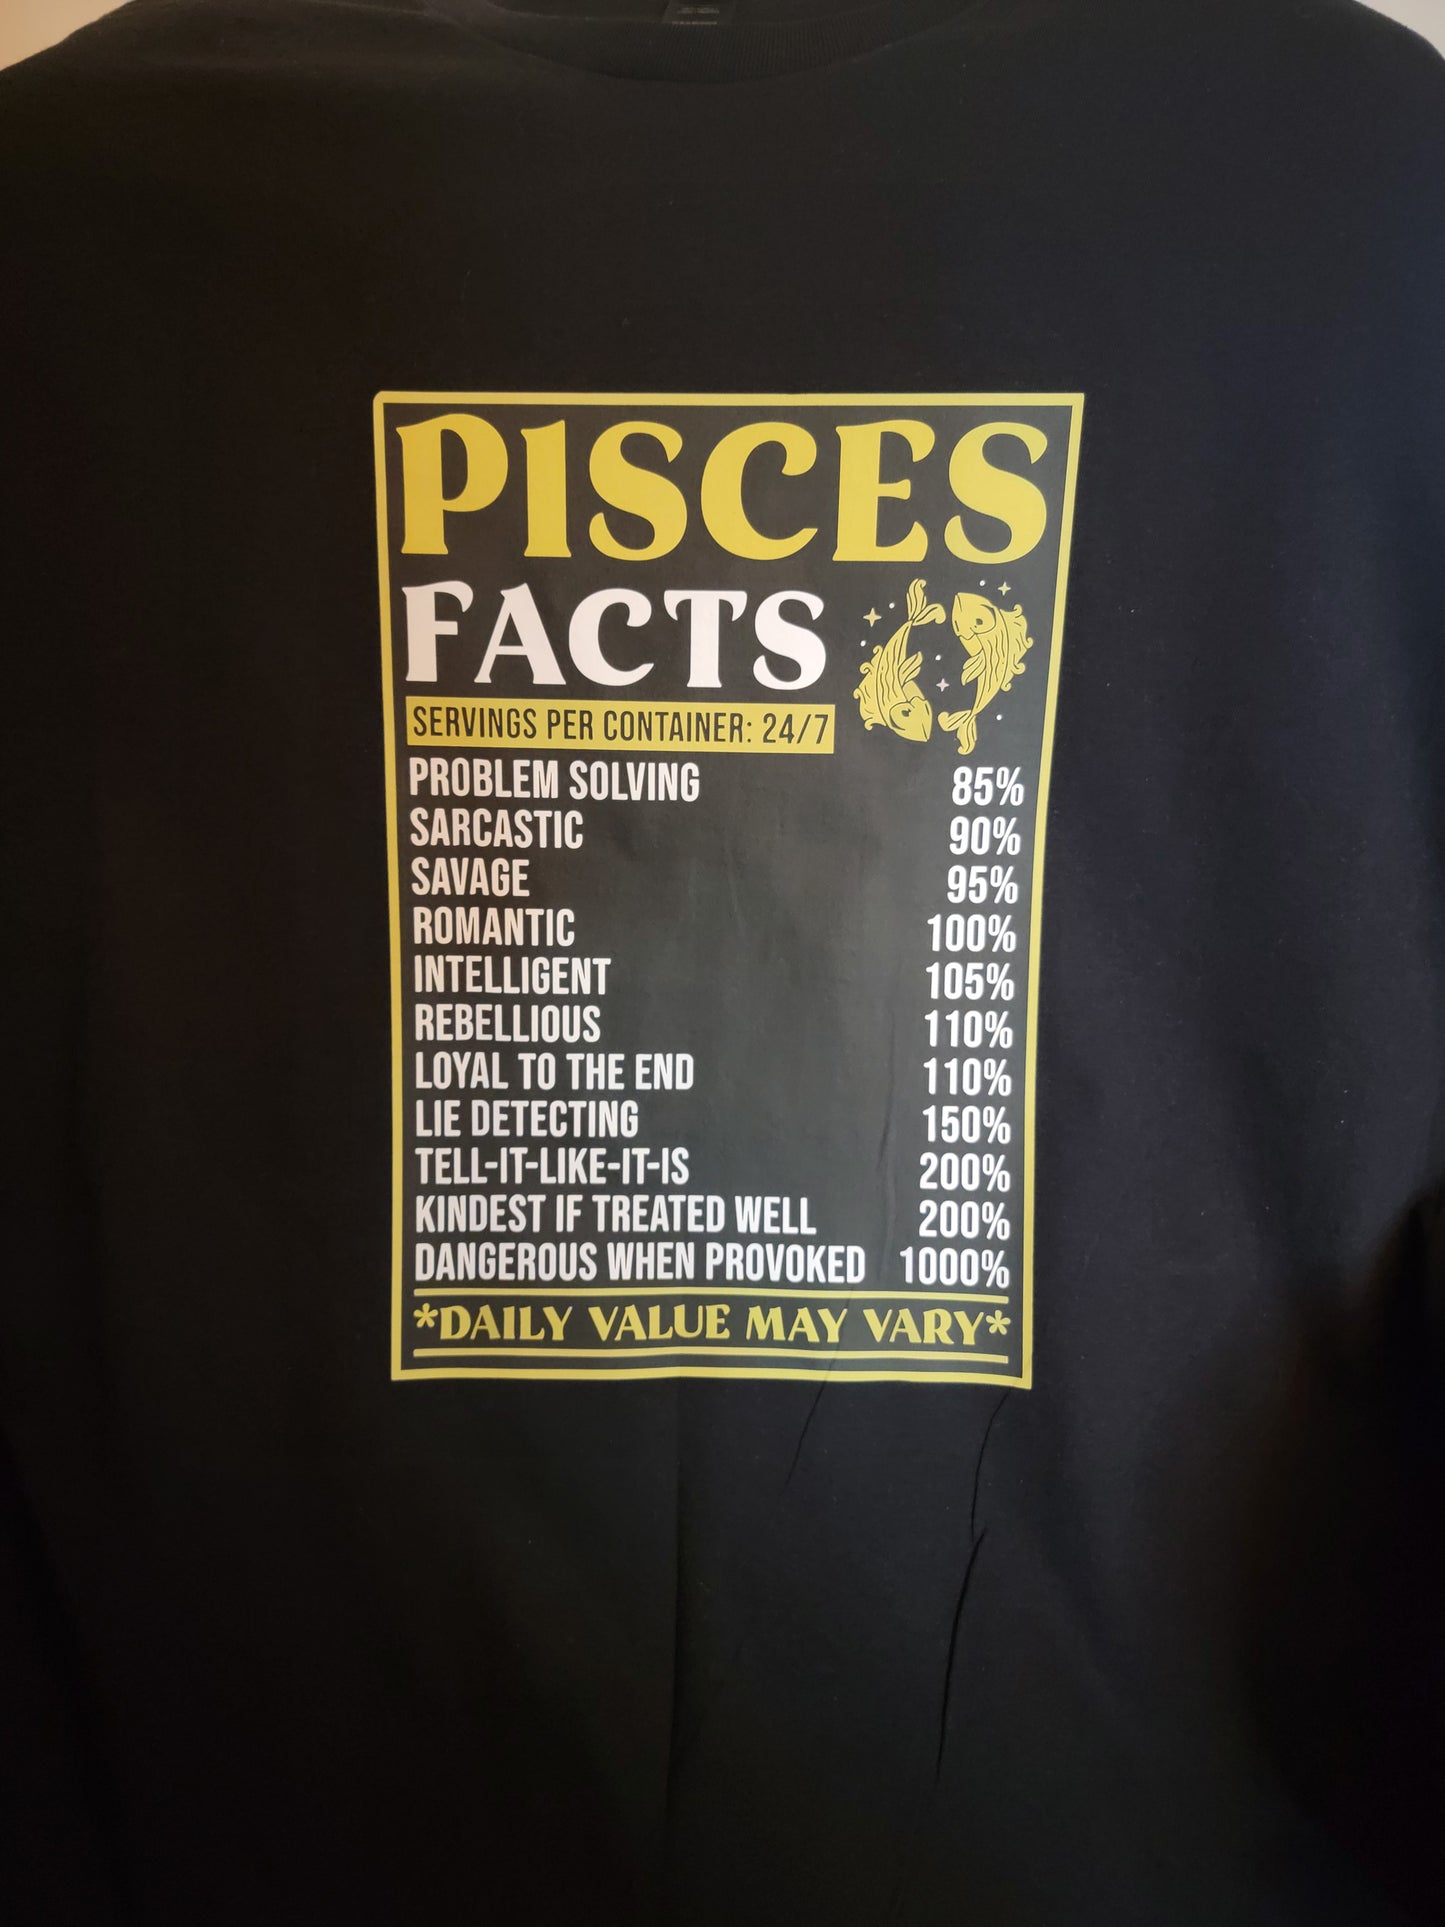 PISCES
FACTS
SERVINGS PER CONTAINER: 24/7
PROBLEM SOLVING 85%
SARCASTIC 90%
SAVAGE 95%
ROMANTIC 100%
INTELLIGENT 105%
REBELLIOUS 110%
LOYAL TO THE END 110%
LIE DETECTING 150%
TELL-IT-LIKE-IT-IS 200%
KINDEST IF TREATED WELL 200%
DANGEROUS WHEN PROVOKED 1000%
*DAILY VALUE MAY VARY*